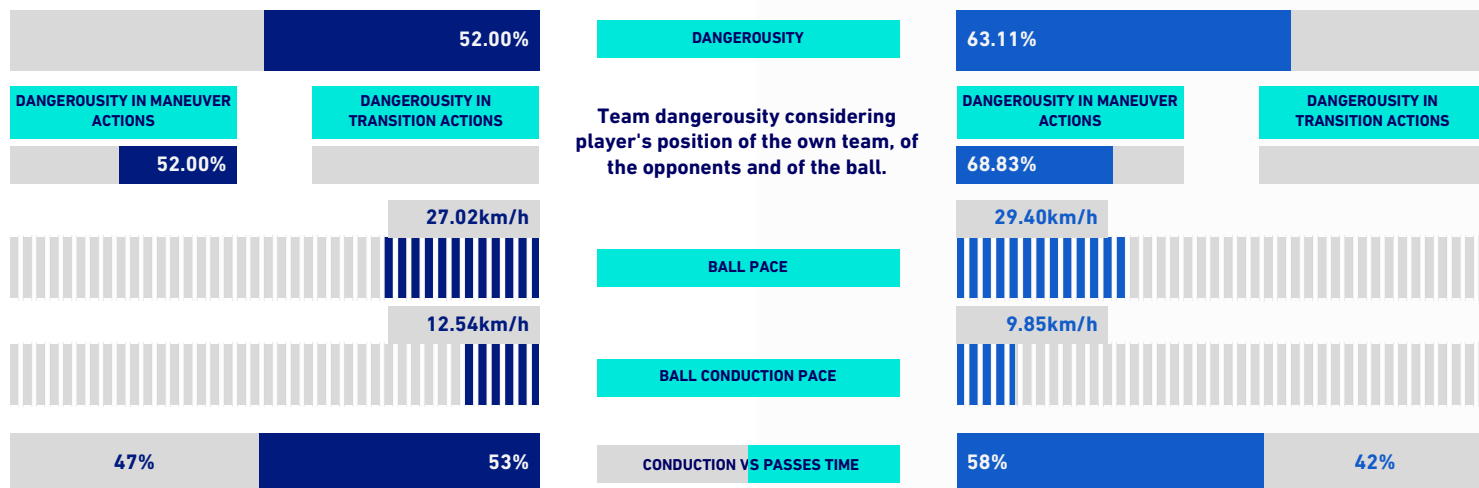 52.00%
DANGEROUSITY
63.11%
DANGEROUSITY IN MANEUVER
ACTIONS
DANGEROUSITY IN
TRANSITION ACTIONS
52.00%
Team dangerousity considering
player's position of the own team, of
the opponents and of the ball.
DANGEROUSITY IN MANEUVER
ACTIONS
DANGEROUSITY IN
TRANSITION ACTIONS
68.83%
27.02km/h
BALL PACE
29.40km/h
12.54km/h
BALL CONDUCTION PACE
9.85km/h
47%
53%
CONDUCTION VS PASSES TIME
58%
42%